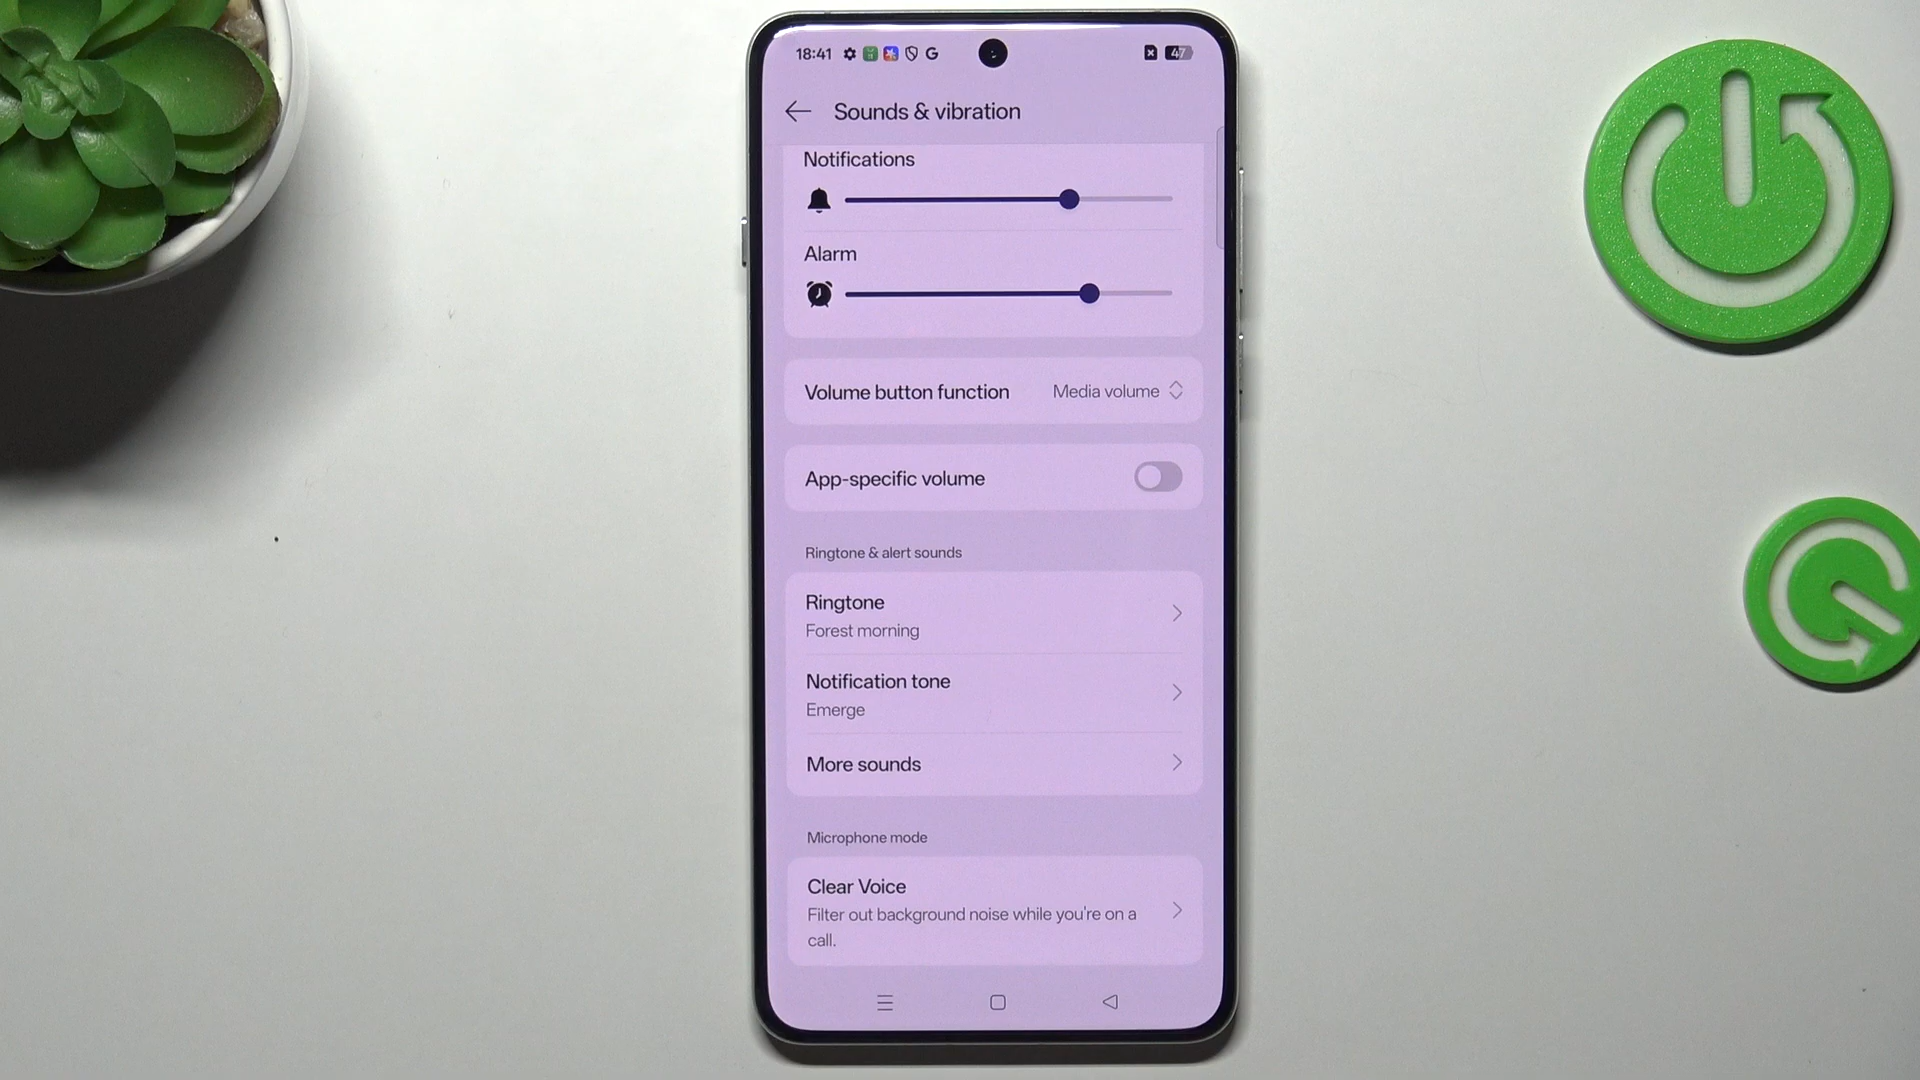 18:41 G 47
Sounds & vibration
Notifications
Alarm
Volume button function Media volume
App-specific volume
Ringtone & alert sounds
Ringtone
Forest morning
Notification tone
Emerge
More sounds
Microphone mode
Clear Voice
Filter out background noise while you're on a
call.